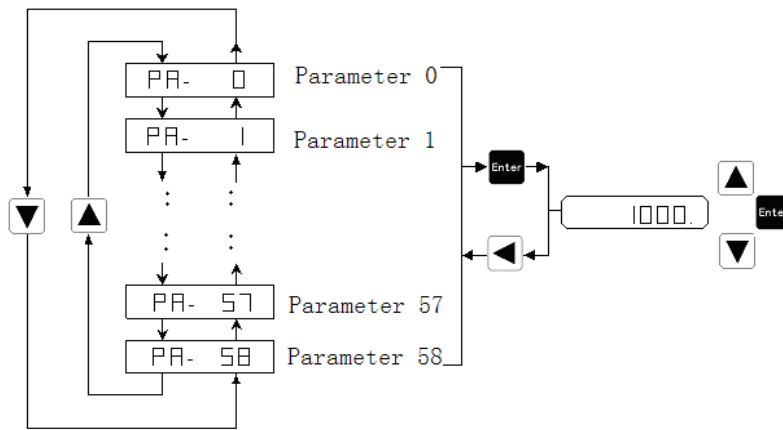 PA- 0 Parameter 0
PA- 1 Parameter 1
Enter
1000.
Enter
PA- 57 Parameter 57
PA- 58 Parameter 58